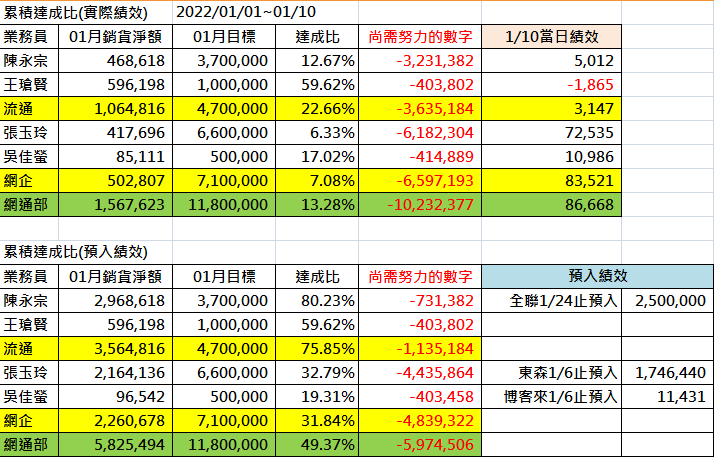 累積達成比(實際績效) 2022/01/01~01/10
業務員 01月銷貨淨額 01月目標 達成比 尚需努力的數字 1/10當日績效
陳永宗 468,618 3,700,000 12.67% -3,231,382 5,012
王瑲賢 596,198 1,000,000 59.62% -403,802 -1,865
流通 1,064,816 4,700,000 22.66% -3,635,184 3,147
張玉玲 417,696 6,600,000 6.33% -6,182,304 72,535
吳佳螢 85,111 500,000 17.02% -414,889 10,986
網企 502,807 7,100,000 7.08% -6,597,193 83,521
網通部 1,567,623 11,800,000 13.28% -10,232,377 86,668
累積達成比(預入績效)
業務員 01月銷貨淨額 01月目標 達成比 尚需努力的數字 預入績效
陳永宗 2,968,618 3,700,000 80.23% -731,382 全聯1/24止預入 2,500,000
王瑲賢 596,198 1,000,000 59.62% -403,802
流通 3,564,816 4,700,000 75.85% -1,135,184
張玉玲 2,164,136 6,600,000 32.79% -4,435,864 東森1/6止預入 1,746,440
吳佳螢 96,542 500,000 19.31% -403,458 博客來1/6止預入 11,431
網企 2,260,678 7,100,000 31.84% -4,839,322
網通部 5,825,494 11,800,000 49.37% -5,974,506